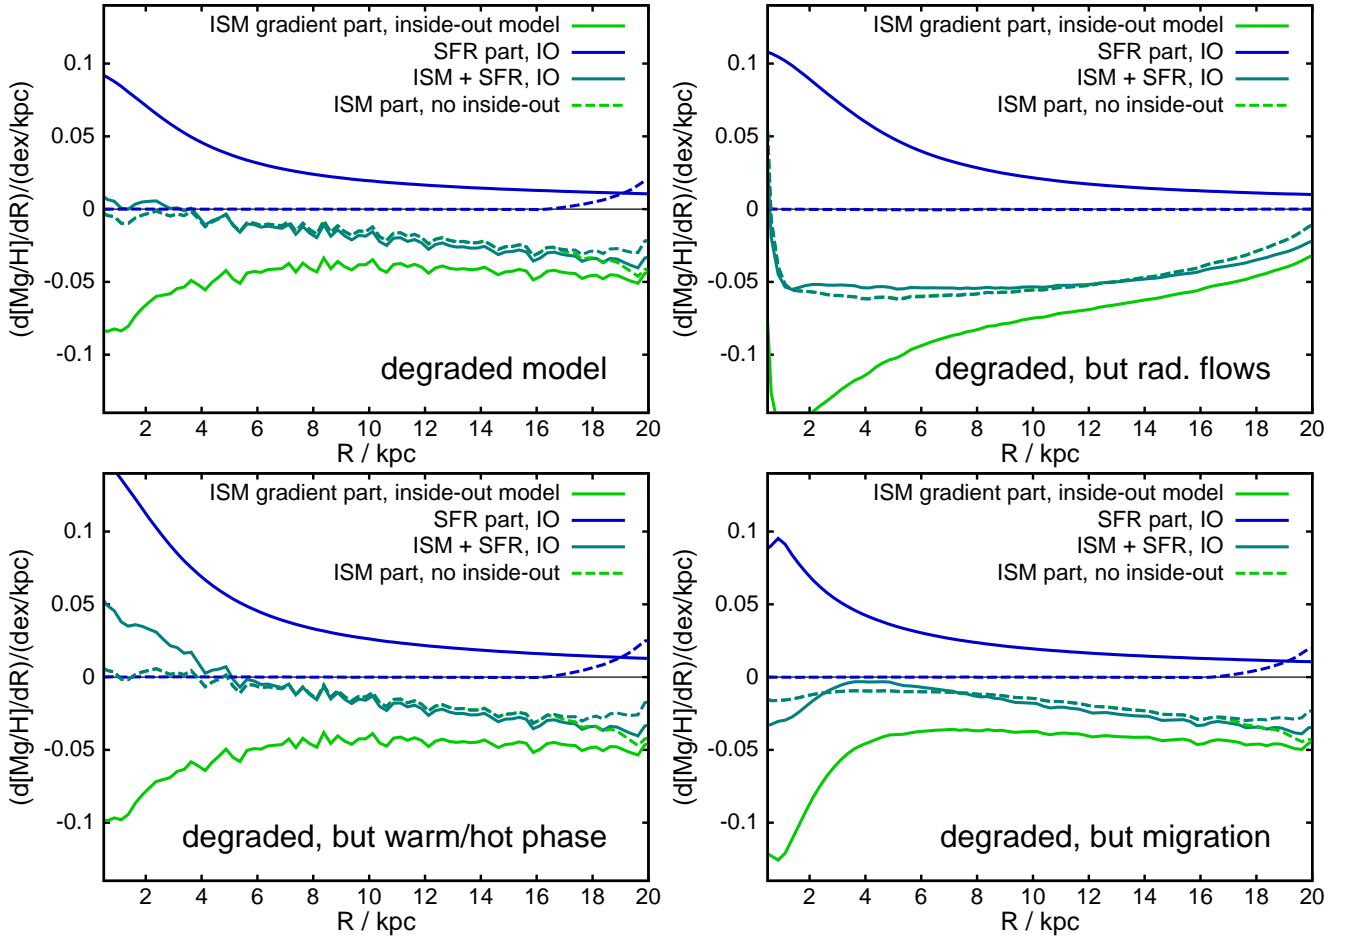 ISM gradient part, inside-out model
SFR part, IO
ISM + SFR, IO
ISM part, no inside-out
0.1
0.05
0
-0.05
-0.1
(d[Mg/H]/dR)/(dex/kpc)
degraded model
2 4 6 8 10 12 14 16 18 20
R / kpc
ISM gradient part, inside-out model
SFR part, IO
ISM + SFR, IO
ISM part, no inside-out
0.1
0.05
0
-0.05
-0.1
(d[Mg/H]/dR)/(dex/kpc)
degraded, but rad. flows
2 4 6 8 10 12 14 16 18 20
R / kpc
ISM gradient part, inside-out model
SFR part, IO
ISM + SFR, IO
ISM part, no inside-out
0.1
0.05
0
-0.05
-0.1
(d[Mg/H]/dR)/(dex/kpc)
degraded, but warm/hot phase
2 4 6 8 10 12 14 16 18 20
R / kpc
ISM gradient part, inside-out model
SFR part, IO
ISM + SFR, IO
ISM part, no inside-out
0.1
0.05
0
-0.05
-0.1
(d[Mg/H]/dR)/(dex/kpc)
degraded, but migration
2 4 6 8 10 12 14 16 18 20
R / kpc